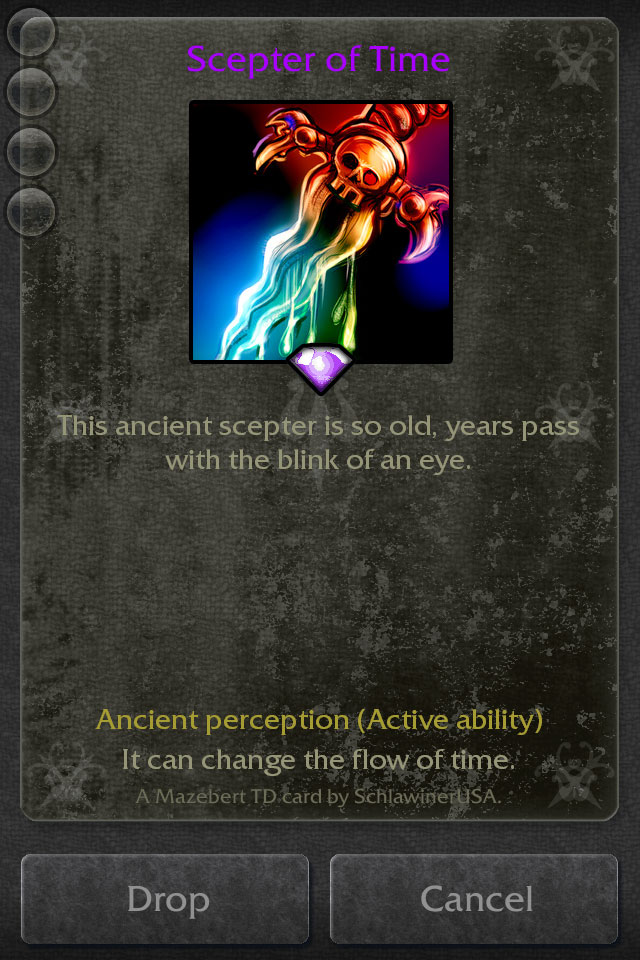 Scepter of Time
This ancient scepter is so old, years pass
with the blink of an eye.
Ancient perception (Active ability)
It can change the flow of time.
A Mazebert TD card by SchlawinerUSA.
Drop
Cancel